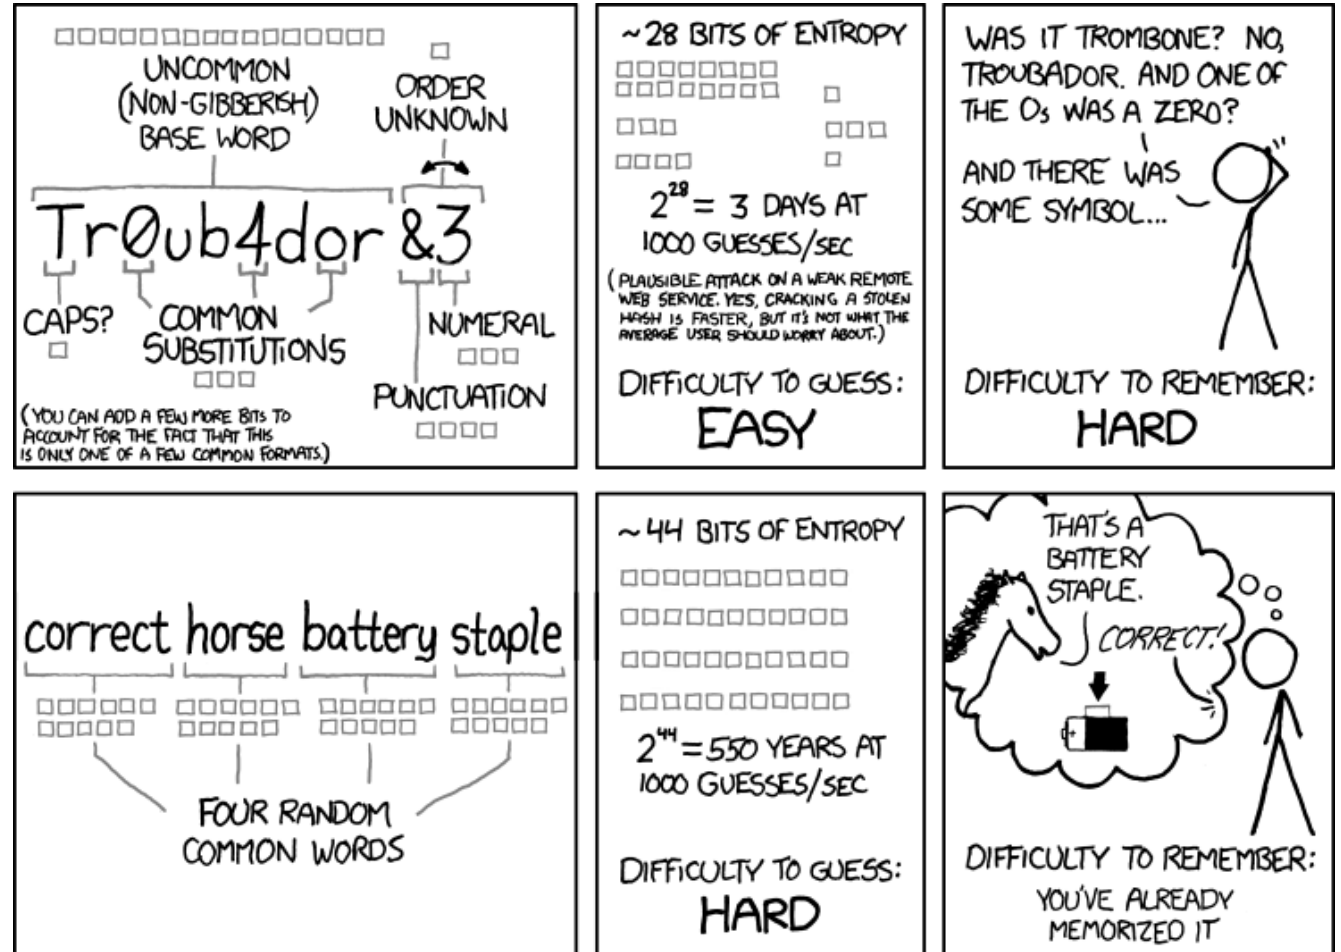 UNCOMMON
(NON-GIBBERISH)
BASE WORD
ORDER
UNKNOWN
Tr0ub4dor &3
CAPS?
COMMON
SUBSTITUTIONS
NUMERAL
PUNCTUATION
(YOU CAN ADD A FEW MORE BITS TO
ACCOUNT FOR THE FACT THAT THIS
IS ONLY ONE OF A FEW COMMON FORMATS.)
~28 BITS OF ENTROPY
2^28 = 3 DAYS AT
1000 GUESSES/SEC
(PLAUSIBLE ATTACK ON A WEAK REMOTE
WEB SERVICE. YES, CRACKING A STOLEN
HASH IS FASTER, BUT IT'S NOT WHAT THE
AVERAGE USER SHOULD WORRY ABOUT.)
DIFFICULTY TO GUESS:
EASY
WAS IT TROMBONE? NO,
TROUBADOR. AND ONE OF
THE Os WAS A ZERO?
AND THERE WAS
SOME SYMBOL...
DIFFICULTY TO REMEMBER:
HARD
correct horse battery staple
FOUR RANDOM
COMMON WORDS
~44 BITS OF ENTROPY
2^44 = 550 YEARS AT
1000 GUESSES/SEC
DIFFICULTY TO GUESS:
HARD
THAT'S A
BATTERY
STAPLE.
CORRECT!
+
DIFFICULTY TO REMEMBER:
YOU'VE ALREADY
MEMORIZED IT